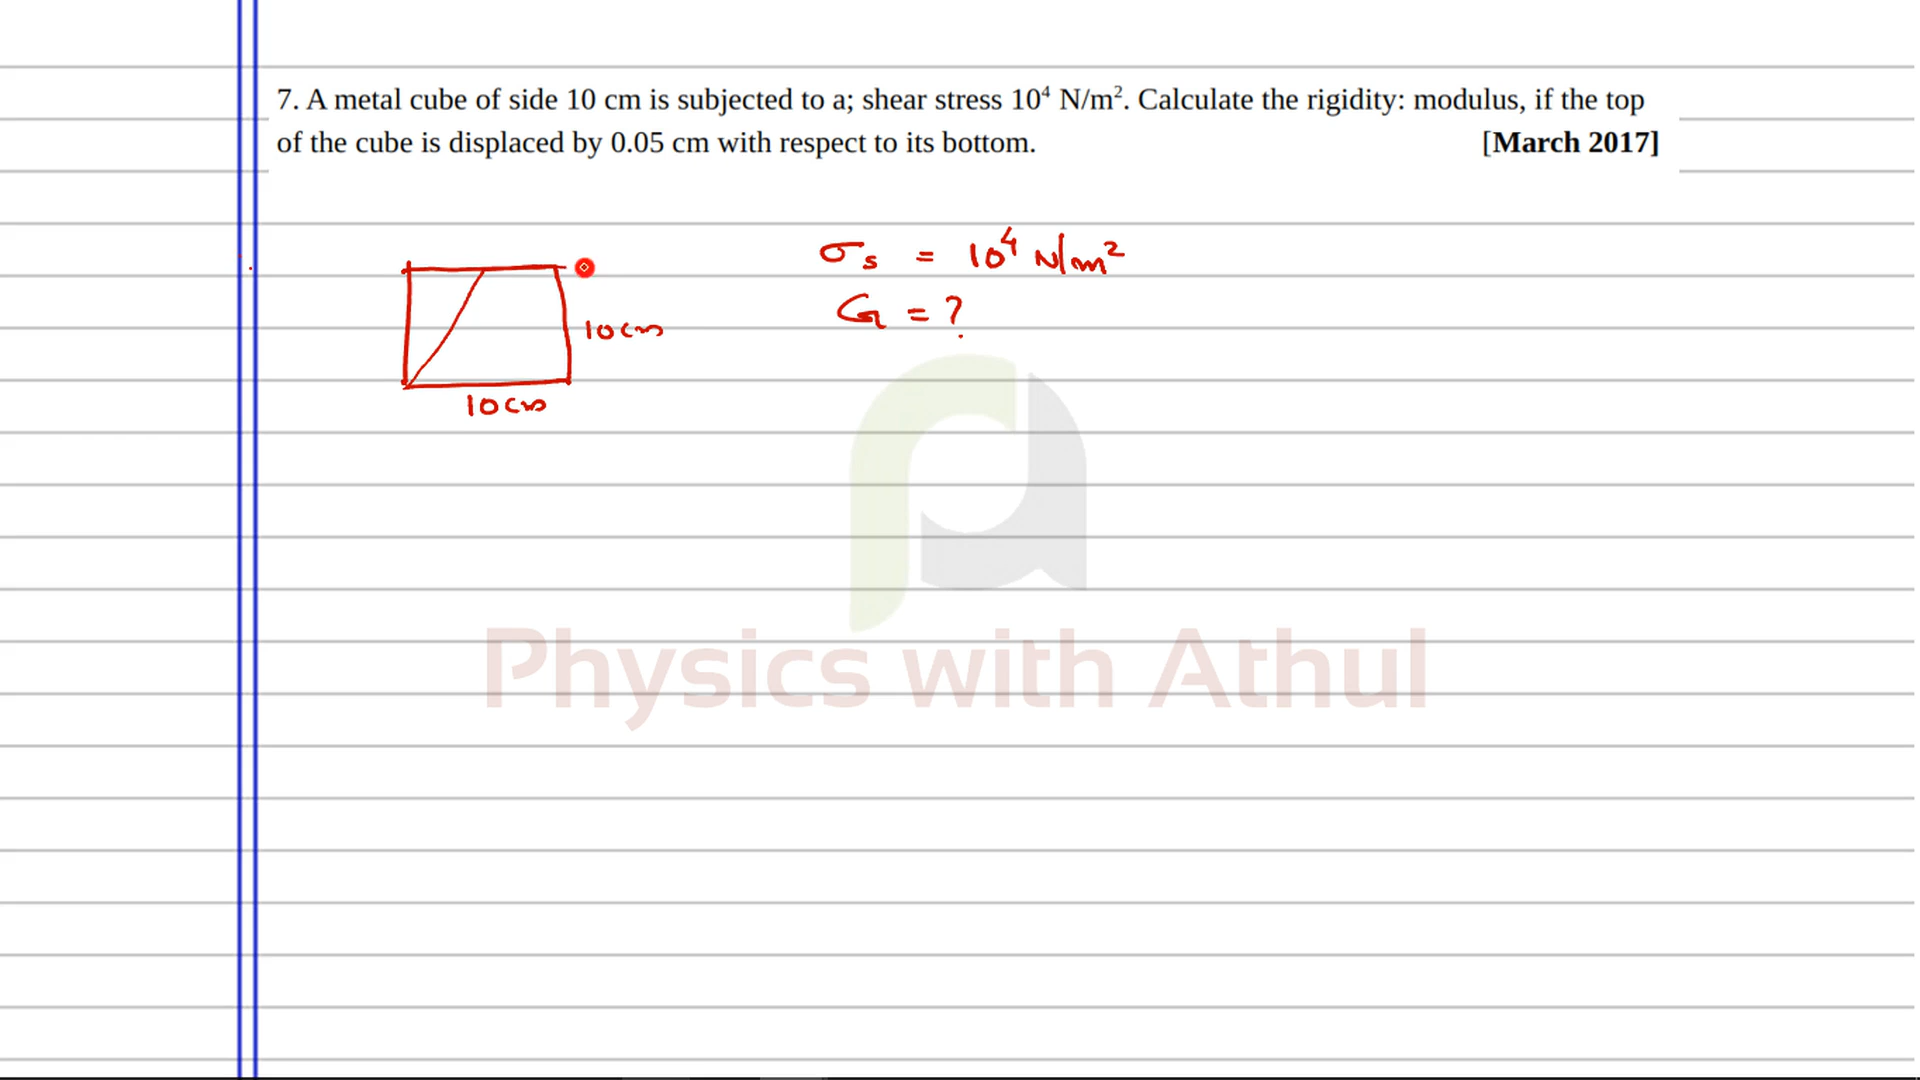 7. A metal cube of side 10 cm is subjected to a; shear stress 10⁴ N/m². Calculate the rigidity: modulus, if the top
of the cube is displaced by 0.05 cm with respect to its bottom. [March 2017]
σs = 10⁴ N/m²
G = ?
10cm
10cm
Physics with Athul